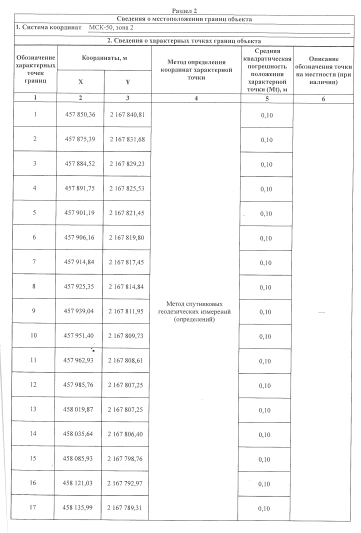 Раздел 2
Сведения о местоположении границ объекта
1. Система координат МСК-50, зона 2
2. Сведения о характерных точках границ объекта
Обозначение характерных точек границ
Координаты, м
X
Y
Метод определения координат характерной точки
Средняя квадратическая погрешность положения характерной точки (Mt), м
Описание обозначения точки на местности (при наличии)
1 2 3 4 5 6
1 457 850,36 2 167 840,81 0,10
2 457 875,39 2 167 831,68 0,10
3 457 884,52 2 167 829,23 0,10
4 457 891,75 2 167 825,53 0,10
5 457 901,19 2 167 821,45 0,10
6 457 906,16 2 167 819,80 0,10
7 457 914,84 2 167 817,45 0,10
8 457 925,35 2 167 814,84 0,10
9 457 939,04 2 167 811,95 Метод спутниковых геодезических измерений (определений) 0,10 —
10 457 951,40 2 167 809,73 0,10
11 457 962,93 2 167 808,61 0,10
12 457 985,76 2 167 807,25 0,10
13 458 019,87 2 167 807,25 0,10
14 458 035,64 2 167 806,40 0,10
15 458 085,93 2 167 798,76 0,10
16 458 121,03 2 167 792,97 0,10
17 458 135,99 2 167 789,31 0,10